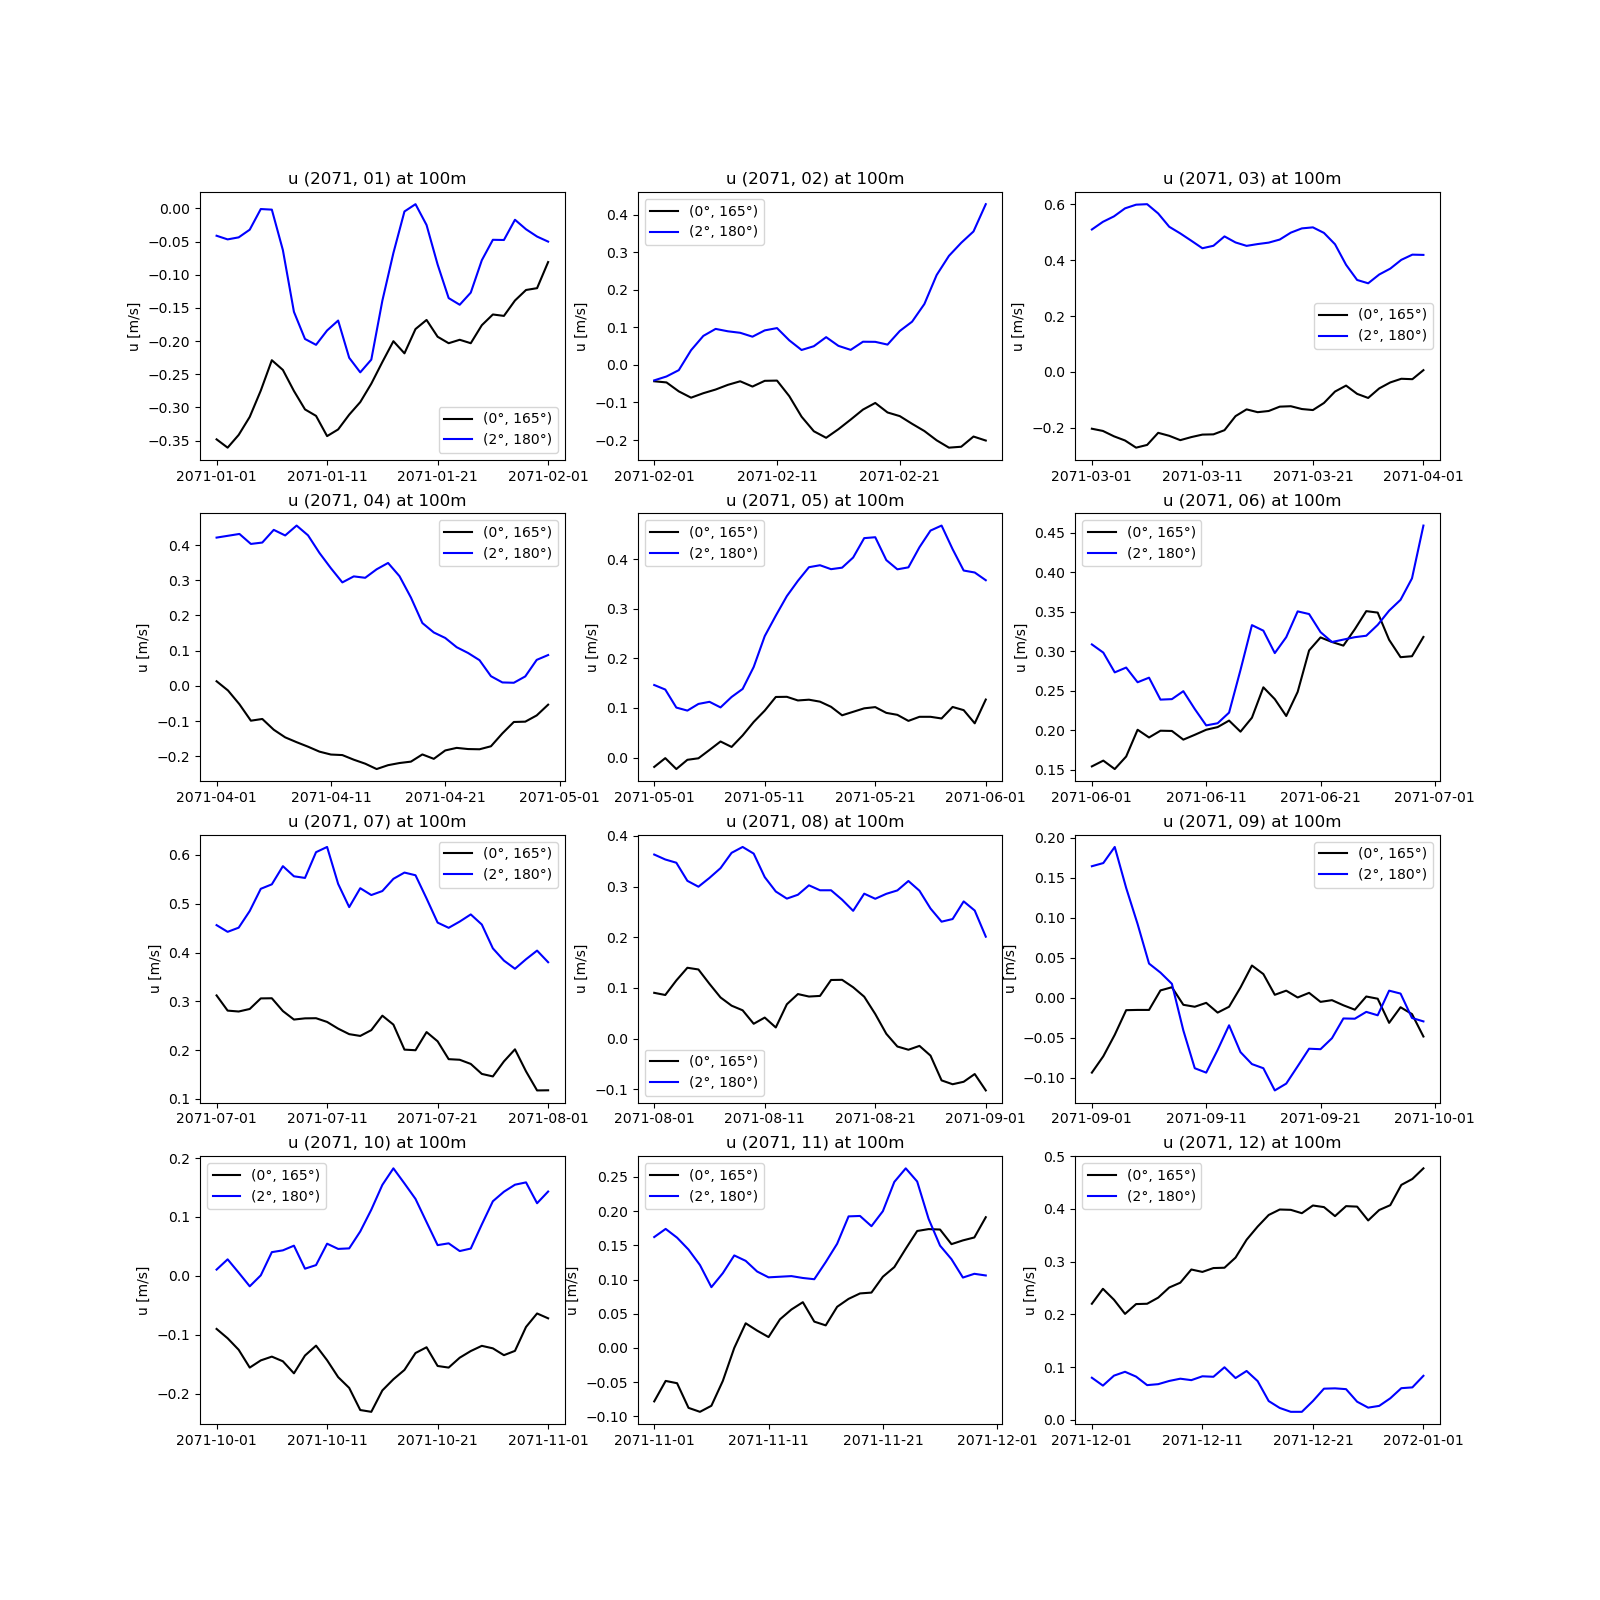 u (2071, 01) at 100m
u [m/s]
0.00
−0.05
−0.10
−0.15
−0.20
−0.25
−0.30
−0.35
(0°, 165°)
(2°, 180°)
2071-01-01 2071-01-11 2071-01-21 2071-02-01
u (2071, 02) at 100m
u [m/s]
0.4
0.3
0.2
0.1
0.0
−0.1
−0.2
(0°, 165°)
(2°, 180°)
2071-02-01 2071-02-11 2071-02-21
u (2071, 03) at 100m
u [m/s]
0.6
0.4
0.2
0.0
−0.2
(0°, 165°)
(2°, 180°)
2071-03-01 2071-03-11 2071-03-21 2071-04-01
u (2071, 04) at 100m
u [m/s]
0.4
0.3
0.2
0.1
0.0
−0.1
−0.2
(0°, 165°)
(2°, 180°)
2071-04-01 2071-04-11 2071-04-21 2071-05-01
u (2071, 05) at 100m
u [m/s]
0.4
0.3
0.2
0.1
0.0
(0°, 165°)
(2°, 180°)
2071-05-01 2071-05-11 2071-05-21 2071-06-01
u (2071, 06) at 100m
u [m/s]
0.45
0.40
0.35
0.30
0.25
0.20
0.15
(0°, 165°)
(2°, 180°)
2071-06-01 2071-06-11 2071-06-21 2071-07-01
u (2071, 07) at 100m
u [m/s]
0.6
0.5
0.4
0.3
0.2
0.1
(0°, 165°)
(2°, 180°)
2071-07-01 2071-07-11 2071-07-21 2071-08-01
u (2071, 08) at 100m
u [m/s]
0.4
0.3
0.2
0.1
0.0
−0.1
(0°, 165°)
(2°, 180°)
2071-08-01 2071-08-11 2071-08-21 2071-09-01
u (2071, 09) at 100m
u [m/s]
0.20
0.15
0.10
0.05
0.00
−0.05
−0.10
(0°, 165°)
(2°, 180°)
2071-09-01 2071-09-11 2071-09-21 2071-10-01
u (2071, 10) at 100m
u [m/s]
0.2
0.1
0.0
−0.1
−0.2
(0°, 165°)
(2°, 180°)
2071-10-01 2071-10-11 2071-10-21 2071-11-01
u (2071, 11) at 100m
u [m/s]
0.25
0.20
0.15
0.10
0.05
0.00
−0.05
−0.10
(0°, 165°)
(2°, 180°)
2071-11-01 2071-11-11 2071-11-21 2071-12-01
u (2071, 12) at 100m
u [m/s]
0.5
0.4
0.3
0.2
0.1
0.0
(0°, 165°)
(2°, 180°)
2071-12-01 2071-12-11 2071-12-21 2072-01-01